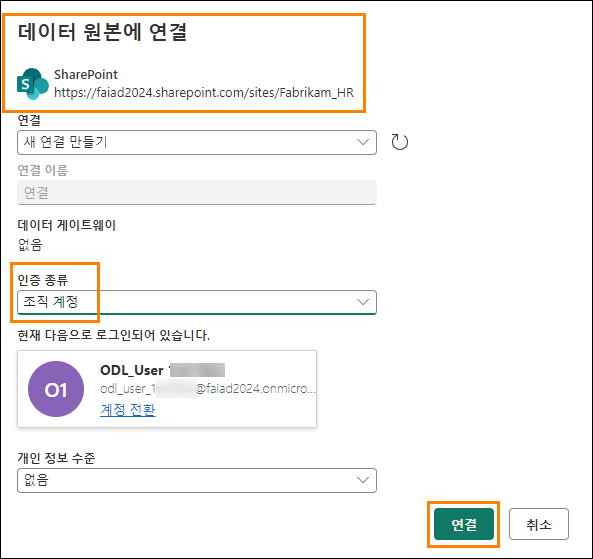 데이터 원본에 연결
S
SharePoint
https://faiad2024.sharepoint.com/sites/Fabrikam_HR
연결
새 연결 만들기
연결 이름
연결
데이터 게이트웨이
없음
인증 종류
조직 계정
현재 다음으로 로그인되어 있습니다.
O1
ODL_User
odl_user_1 @faiad2024.onmicro...
계정 전환
개인 정보 수준
없음
연결 취소